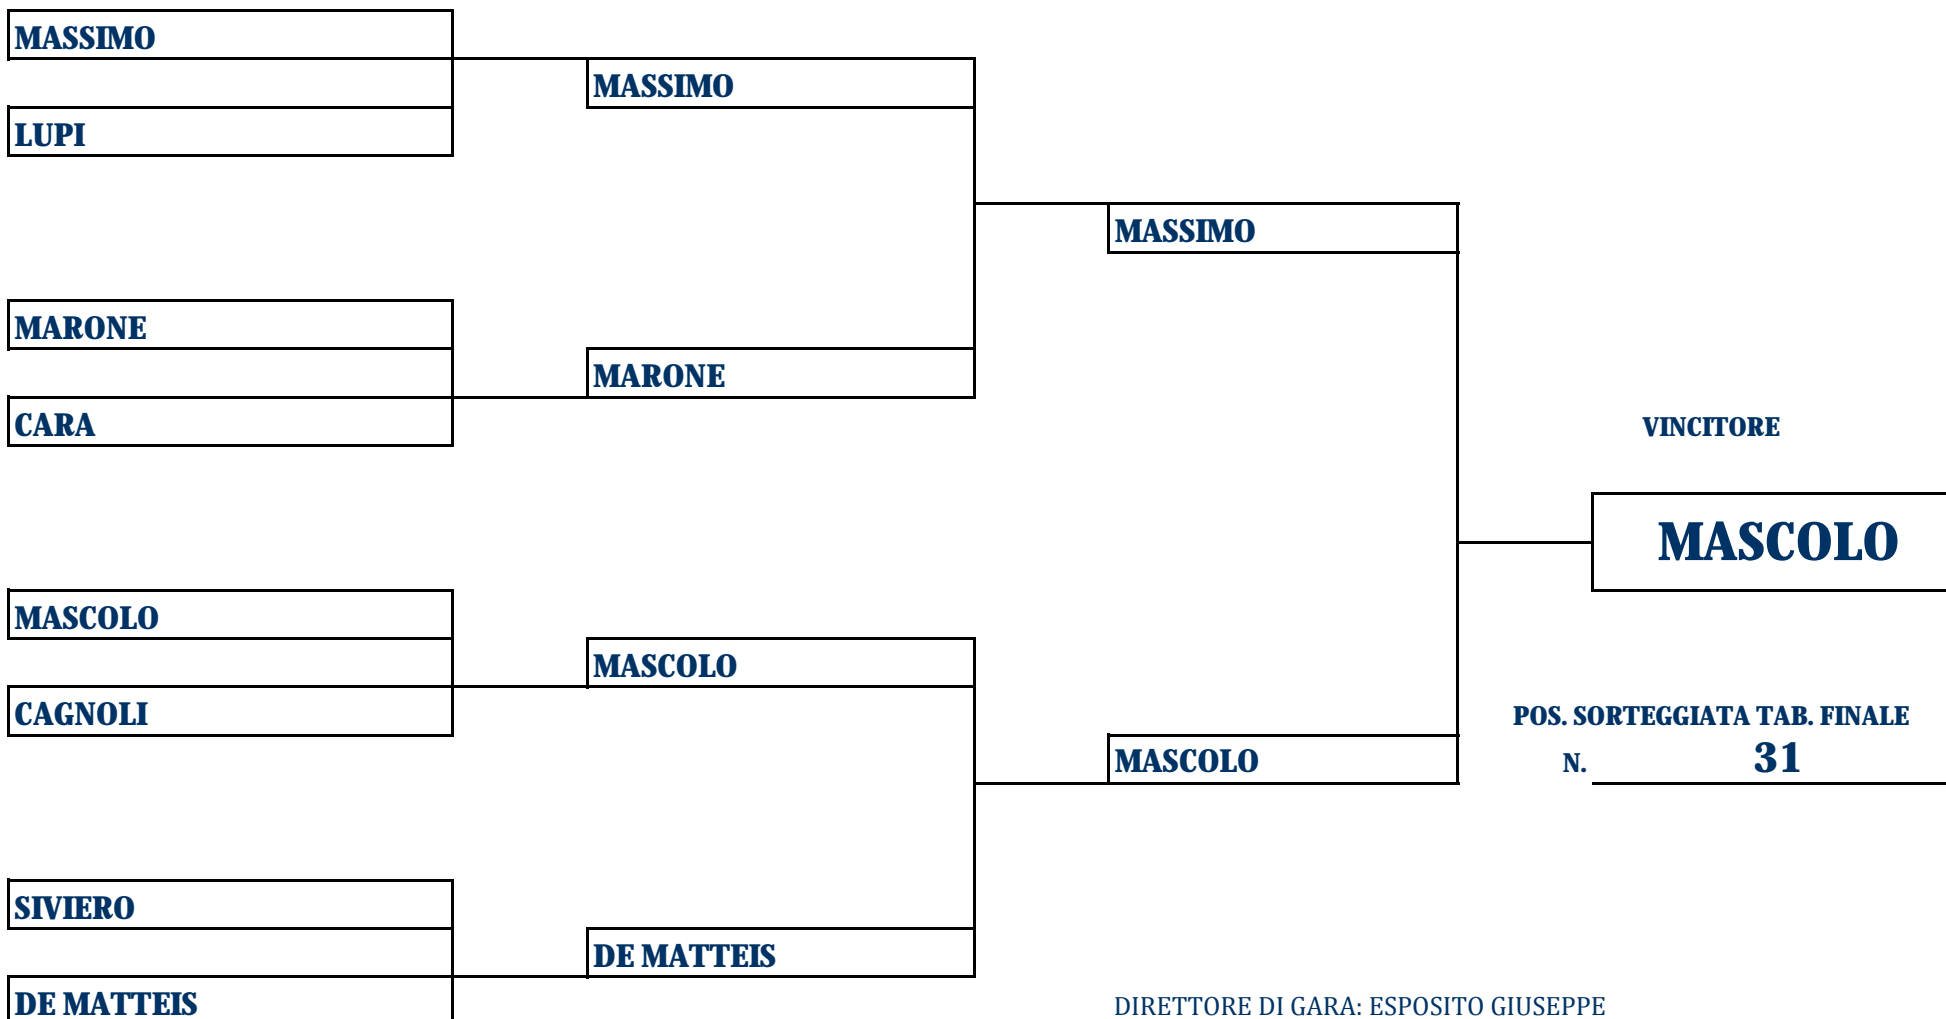 MASSIMO
MASSIMO
LUPI
MASSIMO
MARONE
MARONE
CARA
VINCITORE
MASCOLO
MASCOLO
MASCOLO
CAGNOLI
POS. SORTEGGIATA TAB. FINALE
MASCOLO
N. 31
SIVIERO
DE MATTEIS
DE MATTEIS
DIRETTORE DI GARA: ESPOSITO GIUSEPPE